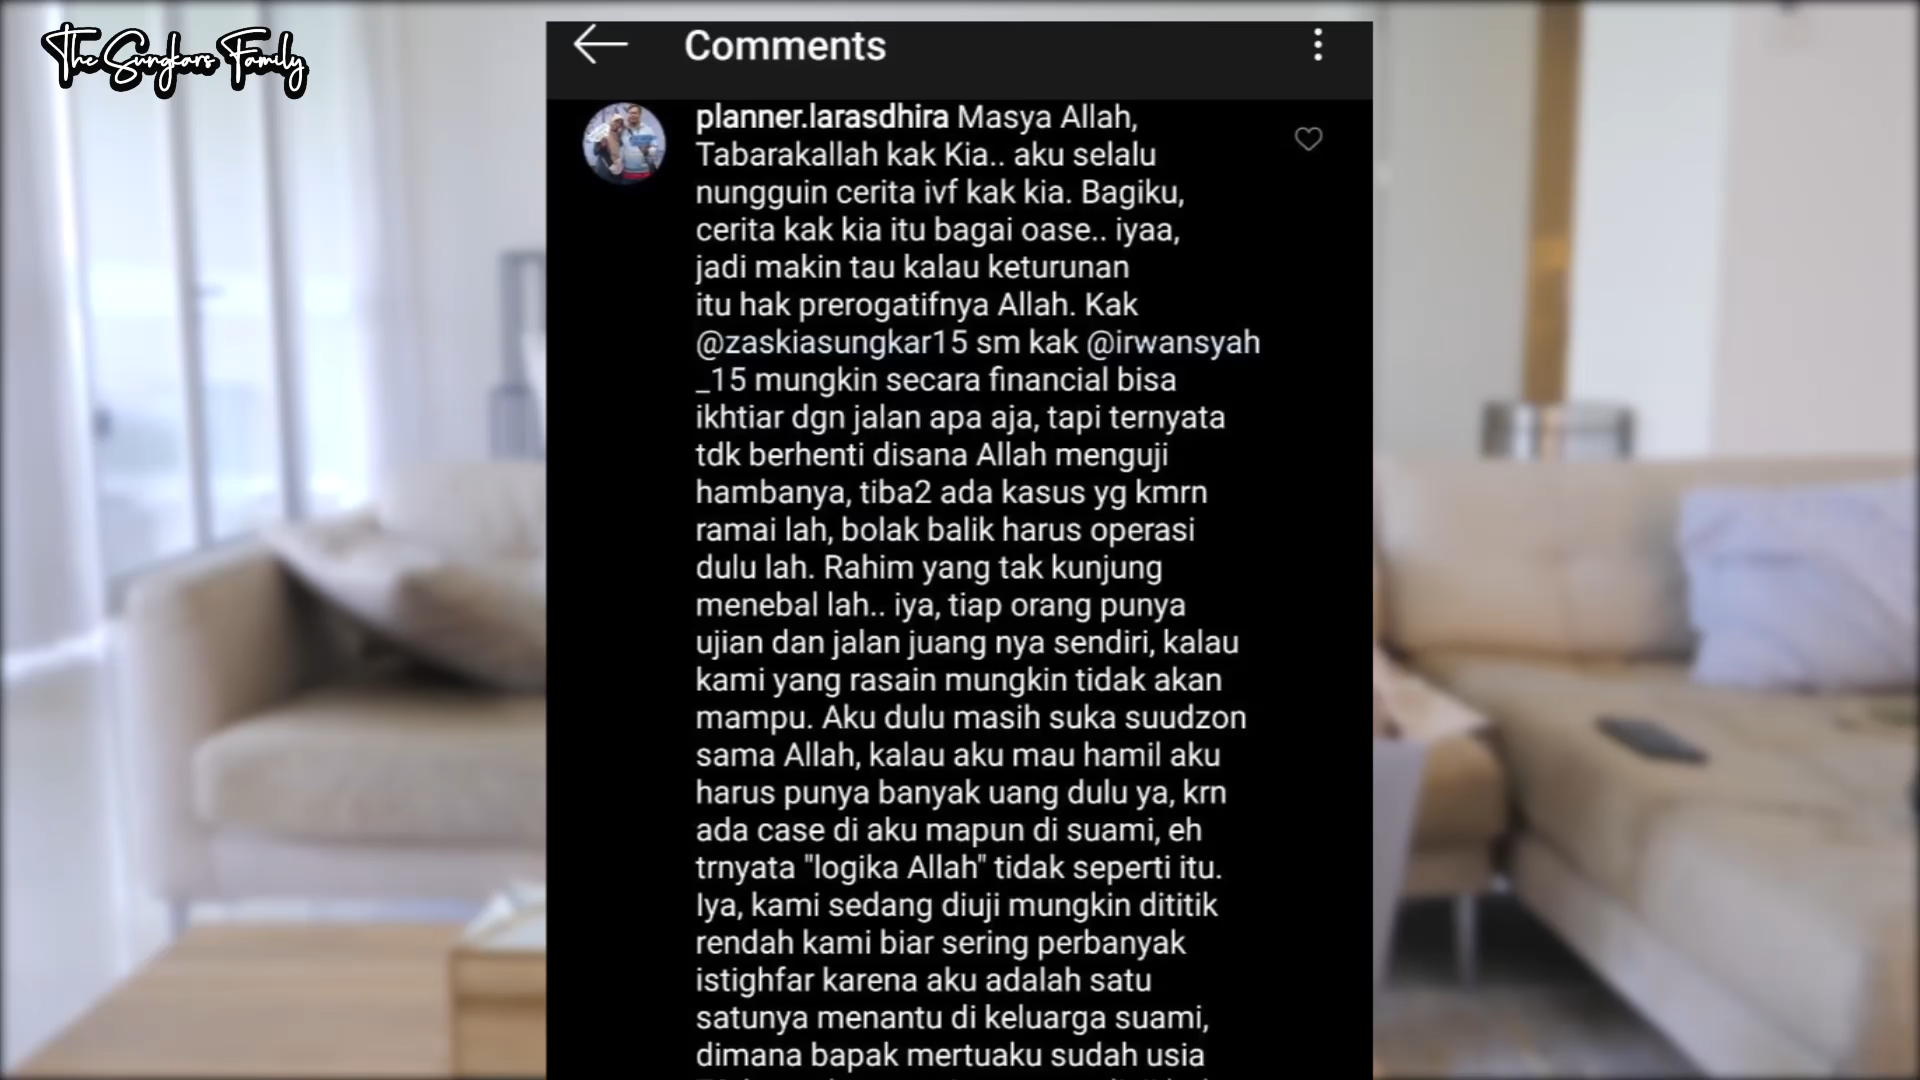 The Sungkars Family
Comments
planner.larasdhira Masya Allah,
Tabarakallah kak Kia.. aku selalu
nungguin cerita ivf kak kia. Bagiku,
cerita kak kia itu bagai oase.. iyaa,
jadi makin tau kalau keturunan
itu hak prerogatifnya Allah. Kak
@zaskiasungkar15 sm kak @irwansyah
_15 mungkin secara financial bisa
ikhtiar dgn jalan apa aja, tapi ternyata
tdk berhenti disana Allah menguji
hambanya, tiba2 ada kasus yg kmrn
ramai lah, bolak balik harus operasi
dulu lah. Rahim yang tak kunjung
menebal lah.. iya, tiap orang punya
ujian dan jalan juang nya sendiri, kalau
kami yang rasain mungkin tidak akan
mampu. Aku dulu masih suka suudzon
sama Allah, kalau aku mau hamil aku
harus punya banyak uang dulu ya, krn
ada case di aku mapun di suami, eh
trnyata "logika Allah" tidak seperti itu.
Iya, kami sedang diuji mungkin dititik
rendah kami biar sering perbanyak
istighfar karena aku adalah satu
satunya menantu di keluarga suami,
dimana bapak mertuaku sudah usia